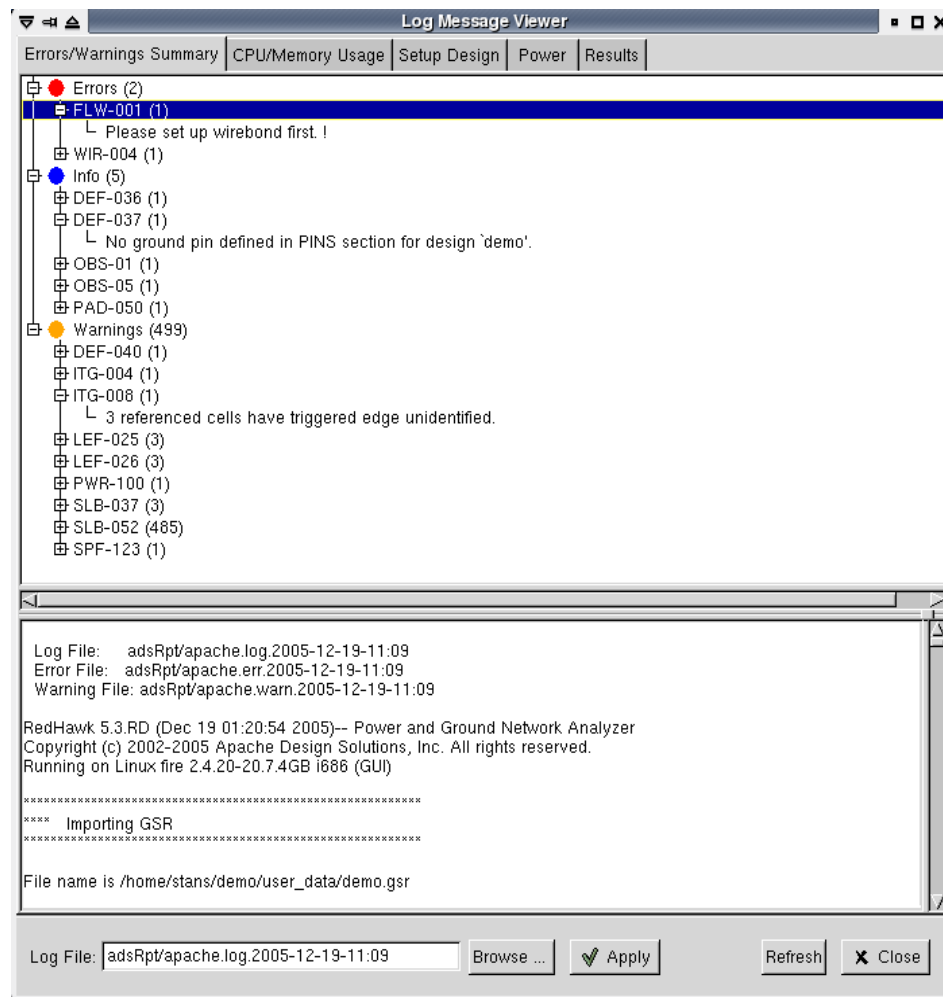 Log Message Viewer
Errors/Warnings Summary CPU/Memory Usage Setup Design Power Results
Errors (2)
FLW-001 (1)
Please set up wirebond first. !
WIR-004 (1)
Info (5)
DEF-036 (1)
DEF-037 (1)
No ground pin defined in PINS section for design `demo'.
OBS-01 (1)
OBS-05 (1)
PAD-050 (1)
Warnings (499)
DEF-040 (1)
ITG-004 (1)
ITG-008 (1)
3 referenced cells have triggered edge unidentified.
LEF-025 (3)
LEF-026 (3)
PWR-100 (1)
SLB-037 (3)
SLB-052 (485)
SPF-123 (1)
Log File: adsRpt/apache.log.2005-12-19-11:09
Error File: adsRpt/apache.err.2005-12-19-11:09
Warning File: adsRpt/apache.warn.2005-12-19-11:09
RedHawk 5.3.RD (Dec 19 01:20:54 2005)-- Power and Ground Network Analyzer
Copyright (c) 2002-2005 Apache Design Solutions, Inc. All rights reserved.
Running on Linux fire 2.4.20-20.7.4GB i686 (GUI)
***********************************************************
**** Importing GSR
***********************************************************
File name is /home/stans/demo/user_data/demo.gsr
Log File: adsRpt/apache.log.2005-12-19-11:09 Browse ... Apply Refresh Close